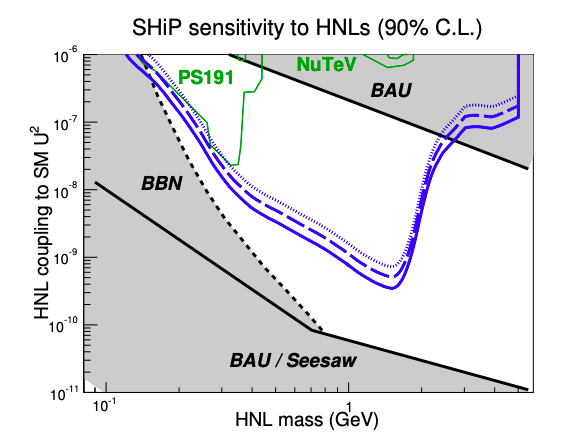 SHiP sensitivity to HNLs (90% C.L.)
HNL coupling to SM U²
10⁻⁶
10⁻⁷
10⁻⁸
10⁻⁹
10⁻¹⁰
10⁻¹¹
PS191
NuTeV
BAU
BBN
BAU / Seesaw
10⁻¹
1
HNL mass (GeV)